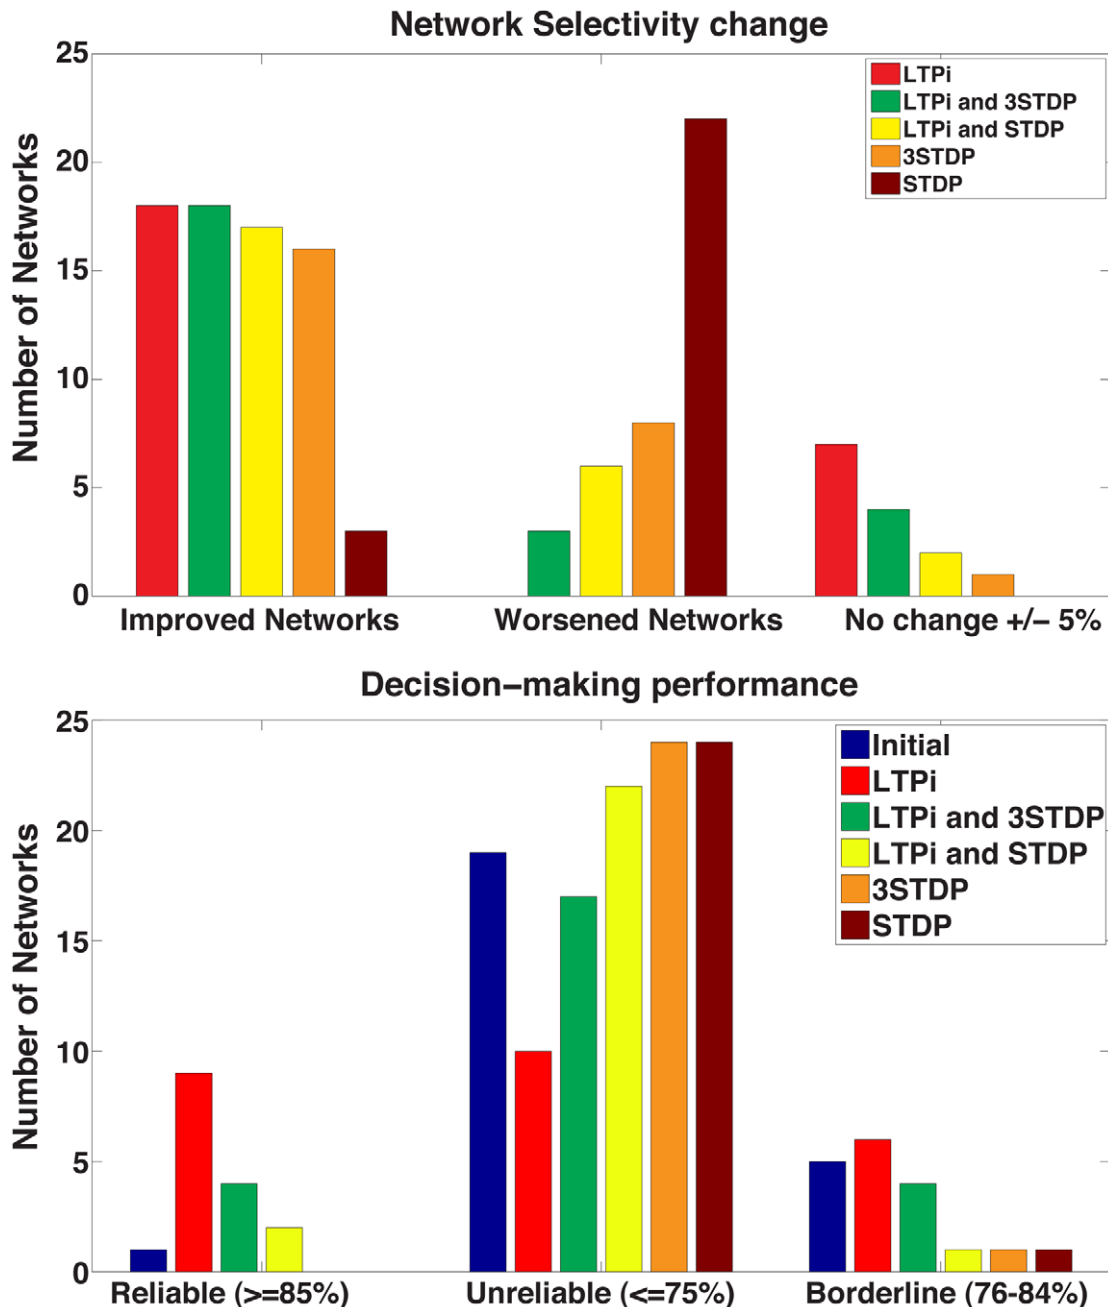 Network Selectivity change
Number of Networks
25
20
15
10
5
0
LTPi
LTPi and 3STDP
LTPi and STDP
3STDP
STDP
Improved Networks
Worsened Networks
No change +/− 5%
Decision−making performance
Number of Networks
25
20
15
10
5
0
Initial
LTPi
LTPi and 3STDP
LTPi and STDP
3STDP
STDP
Reliable (>=85%)
Unreliable (<=75%)
Borderline (76-84%)